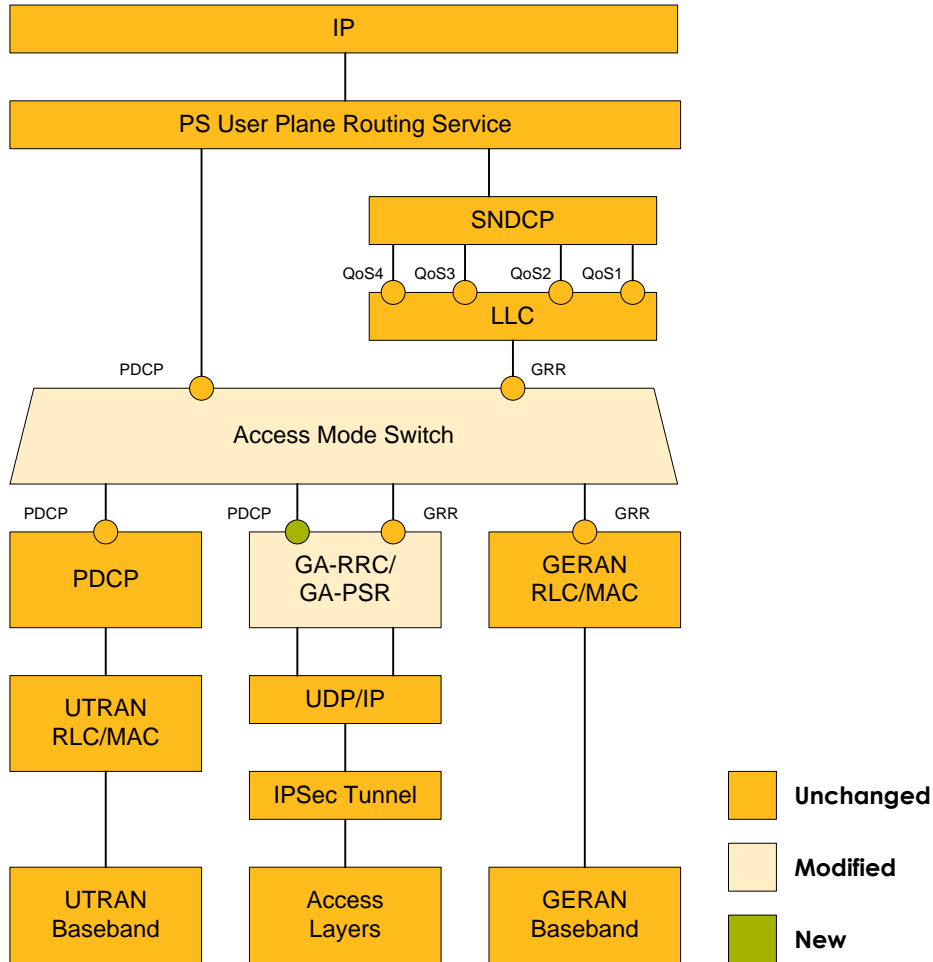 IP
PS User Plane Routing Service
SNDCP
QoS4
QoS3
QoS2
QoS1
LLC
PDCP
GRR
Access Mode Switch
PDCP
PDCP
GRR
GRR
PDCP
GA-RRC/
GA-PSR
GERAN
RLC/MAC
UTRAN
RLC/MAC
UDP/IP
IPSec Tunnel
UTRAN
Baseband
Access
Layers
GERAN
Baseband
Unchanged
Modified
New